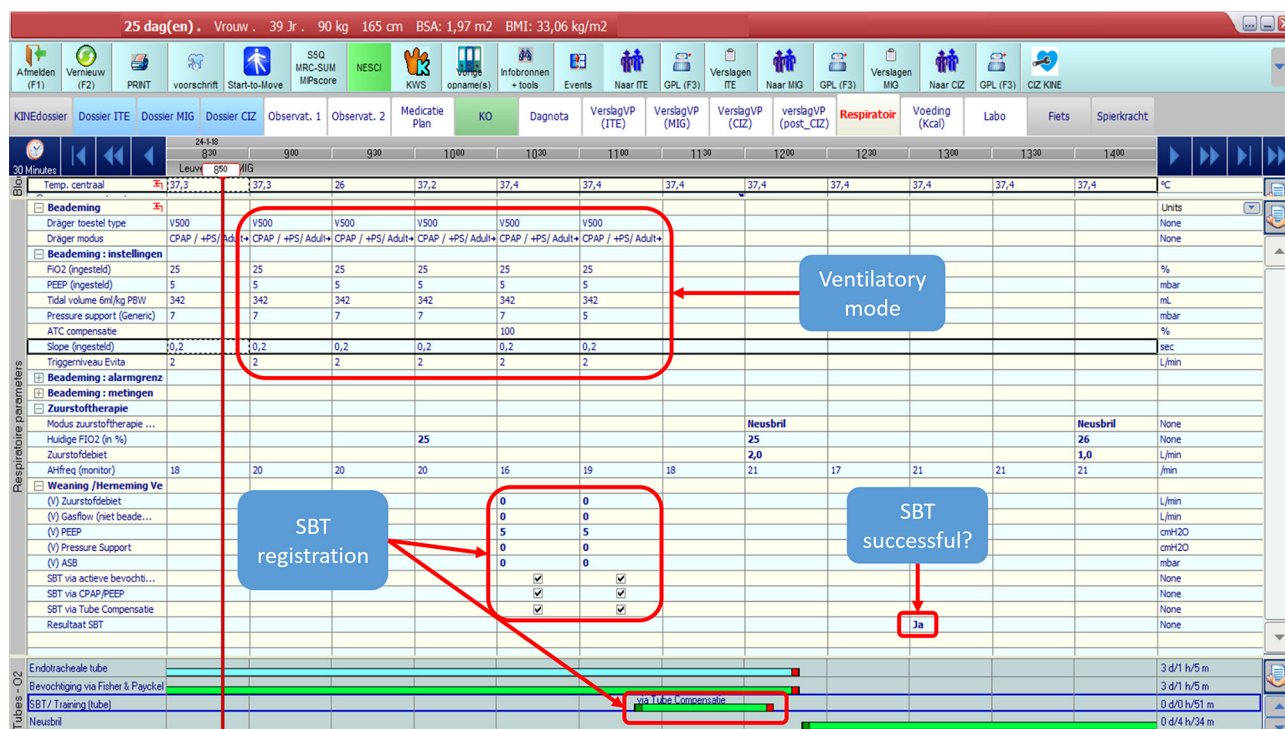 25 dag(en) . Vrouw . 39 Jr . 90 kg 165 cm BSA: 1,97 m2 BMI: 33,06 kg/m2
Afmelden (F1) Vernieuw (F2) PRINT voorschrift Start-to-Move S5Q MRC-SUM MIPscore NESCI KWS vorige opname(s) Infobronnen + tools Events Naar ITE GPL (F3) Verslagen ITE Naar MIG GPL (F3) Verslagen MIG Naar CIZ GPL (F3) CIZ KINE
KINEdossier Dossier ITE Dossier MIG Dossier CIZ Observat. 1 Observat. 2 Medicatie Plan KO Dagnota VerslagVP (ITE) VerslagVP (MIG) VerslagVP (CIZ) verslagVP (post_CIZ) Respiratoir Voeding (Kcal) Labo Fiets Spierkracht
24-1-18
30 Minutes 830 900 930 1000 1030 1100 1130 1200 1230 1300 1330 1400
Leuv 850 MIG
Blo
Temp. centraal 37,3 37,3 26 37,2 37,4 37,4 37,4 37,4 37,4 37,4 37,4 37,4 °C
Respiratoire parameters
Beademing Units
Dräger toestel type V500 V500 V500 V500 V500 V500 None
Dräger modus CPAP / +PS/ Adult CPAP / +PS/ Adult CPAP / +PS/ Adult CPAP / +PS/ Adult CPAP / +PS/ Adult CPAP / +PS/ Adult None
Beademing : instellingen
FiO2 (ingesteld) 25 25 25 25 25 25 %
PEEP (ingesteld) 5 5 5 5 5 5 mbar
Tidal volume 6ml/kg PBW 342 342 342 342 342 342 mL
Pressure support (Generic) 7 7 7 7 7 5 mbar
ATC compensatie 100 %
Slope (ingesteld) 0,2 0,2 0,2 0,2 0,2 0,2 sec
Triggerniveau Evita 2 2 2 2 2 2 L/min
Ventilatory
mode
Beademing : alarmgrenz
Beademing : metingen
Zuurstoftherapie
Modus zuurstoftherapie ... Neusbril Neusbril None
Huidige FIO2 (in %) 25 25 26 None
Zuurstofdebiet 2,0 1,0 L/min
AHfreq (monitor) 18 20 20 20 16 19 18 21 17 21 21 21 /min
Weaning /Herneming Ve
(V) Zuurstofdebiet 0 0 L/min
(V) Gasflow (niet beade... 0 0 L/min
(V) PEEP 5 5 cmH2O
(V) Pressure Support 0 0 cmH2O
(V) ASB 0 0 mbar
SBT via actieve bevochti... None
SBT via CPAP/PEEP None
SBT via Tube Compensatie None
Resultaat SBT Ja None
SBT
registration
SBT
successful?
Tubes - O2
Endotracheale tube 3 d/1 h/5 m
Bevochtiging via Fisher & Payckel 3 d/1 h/5 m
SBT/ Training (tube) via Tube Compensatie 0 d/0 h/51 m
Neusbril 0 d/4 h/34 m